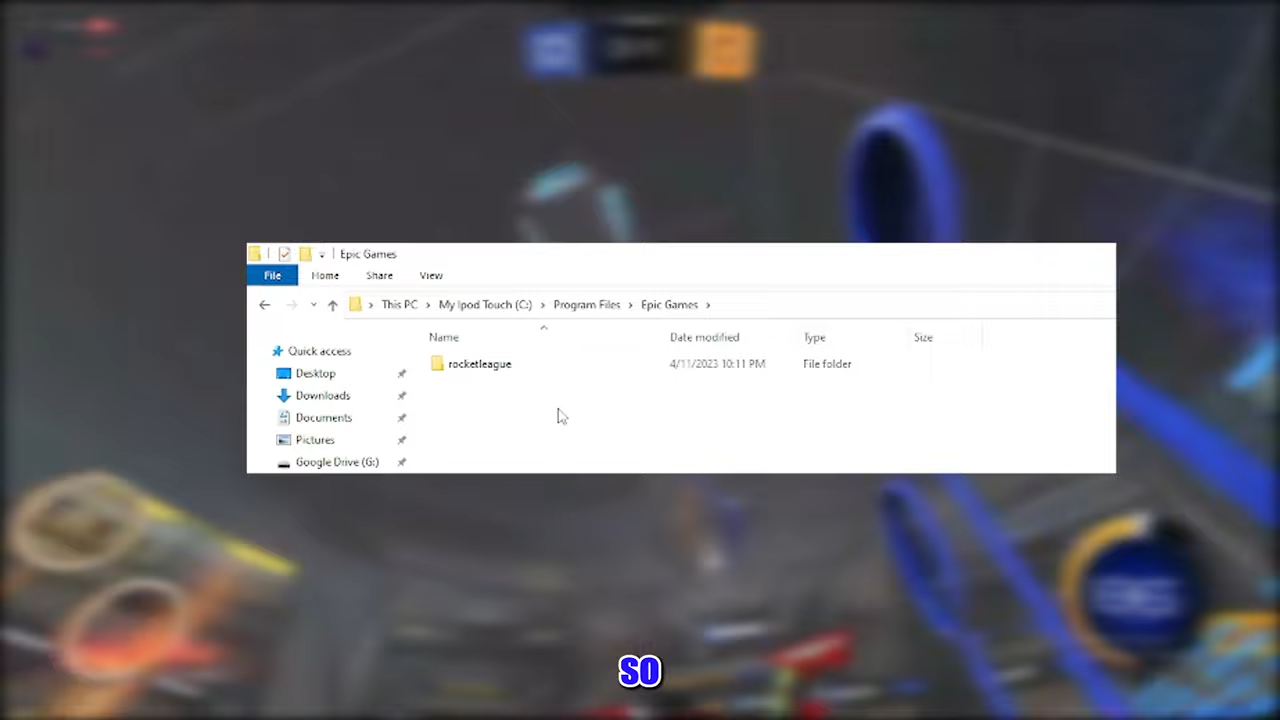 Epic Games
File Home Share View
This PC › My Ipod Touch (C:) › Program Files › Epic Games ›
Name Date modified Type Size
Quick access
rocketleague 4/11/2023 10:11 PM File folder
Desktop
Downloads
Documents
Pictures
Google Drive (G:)
SO